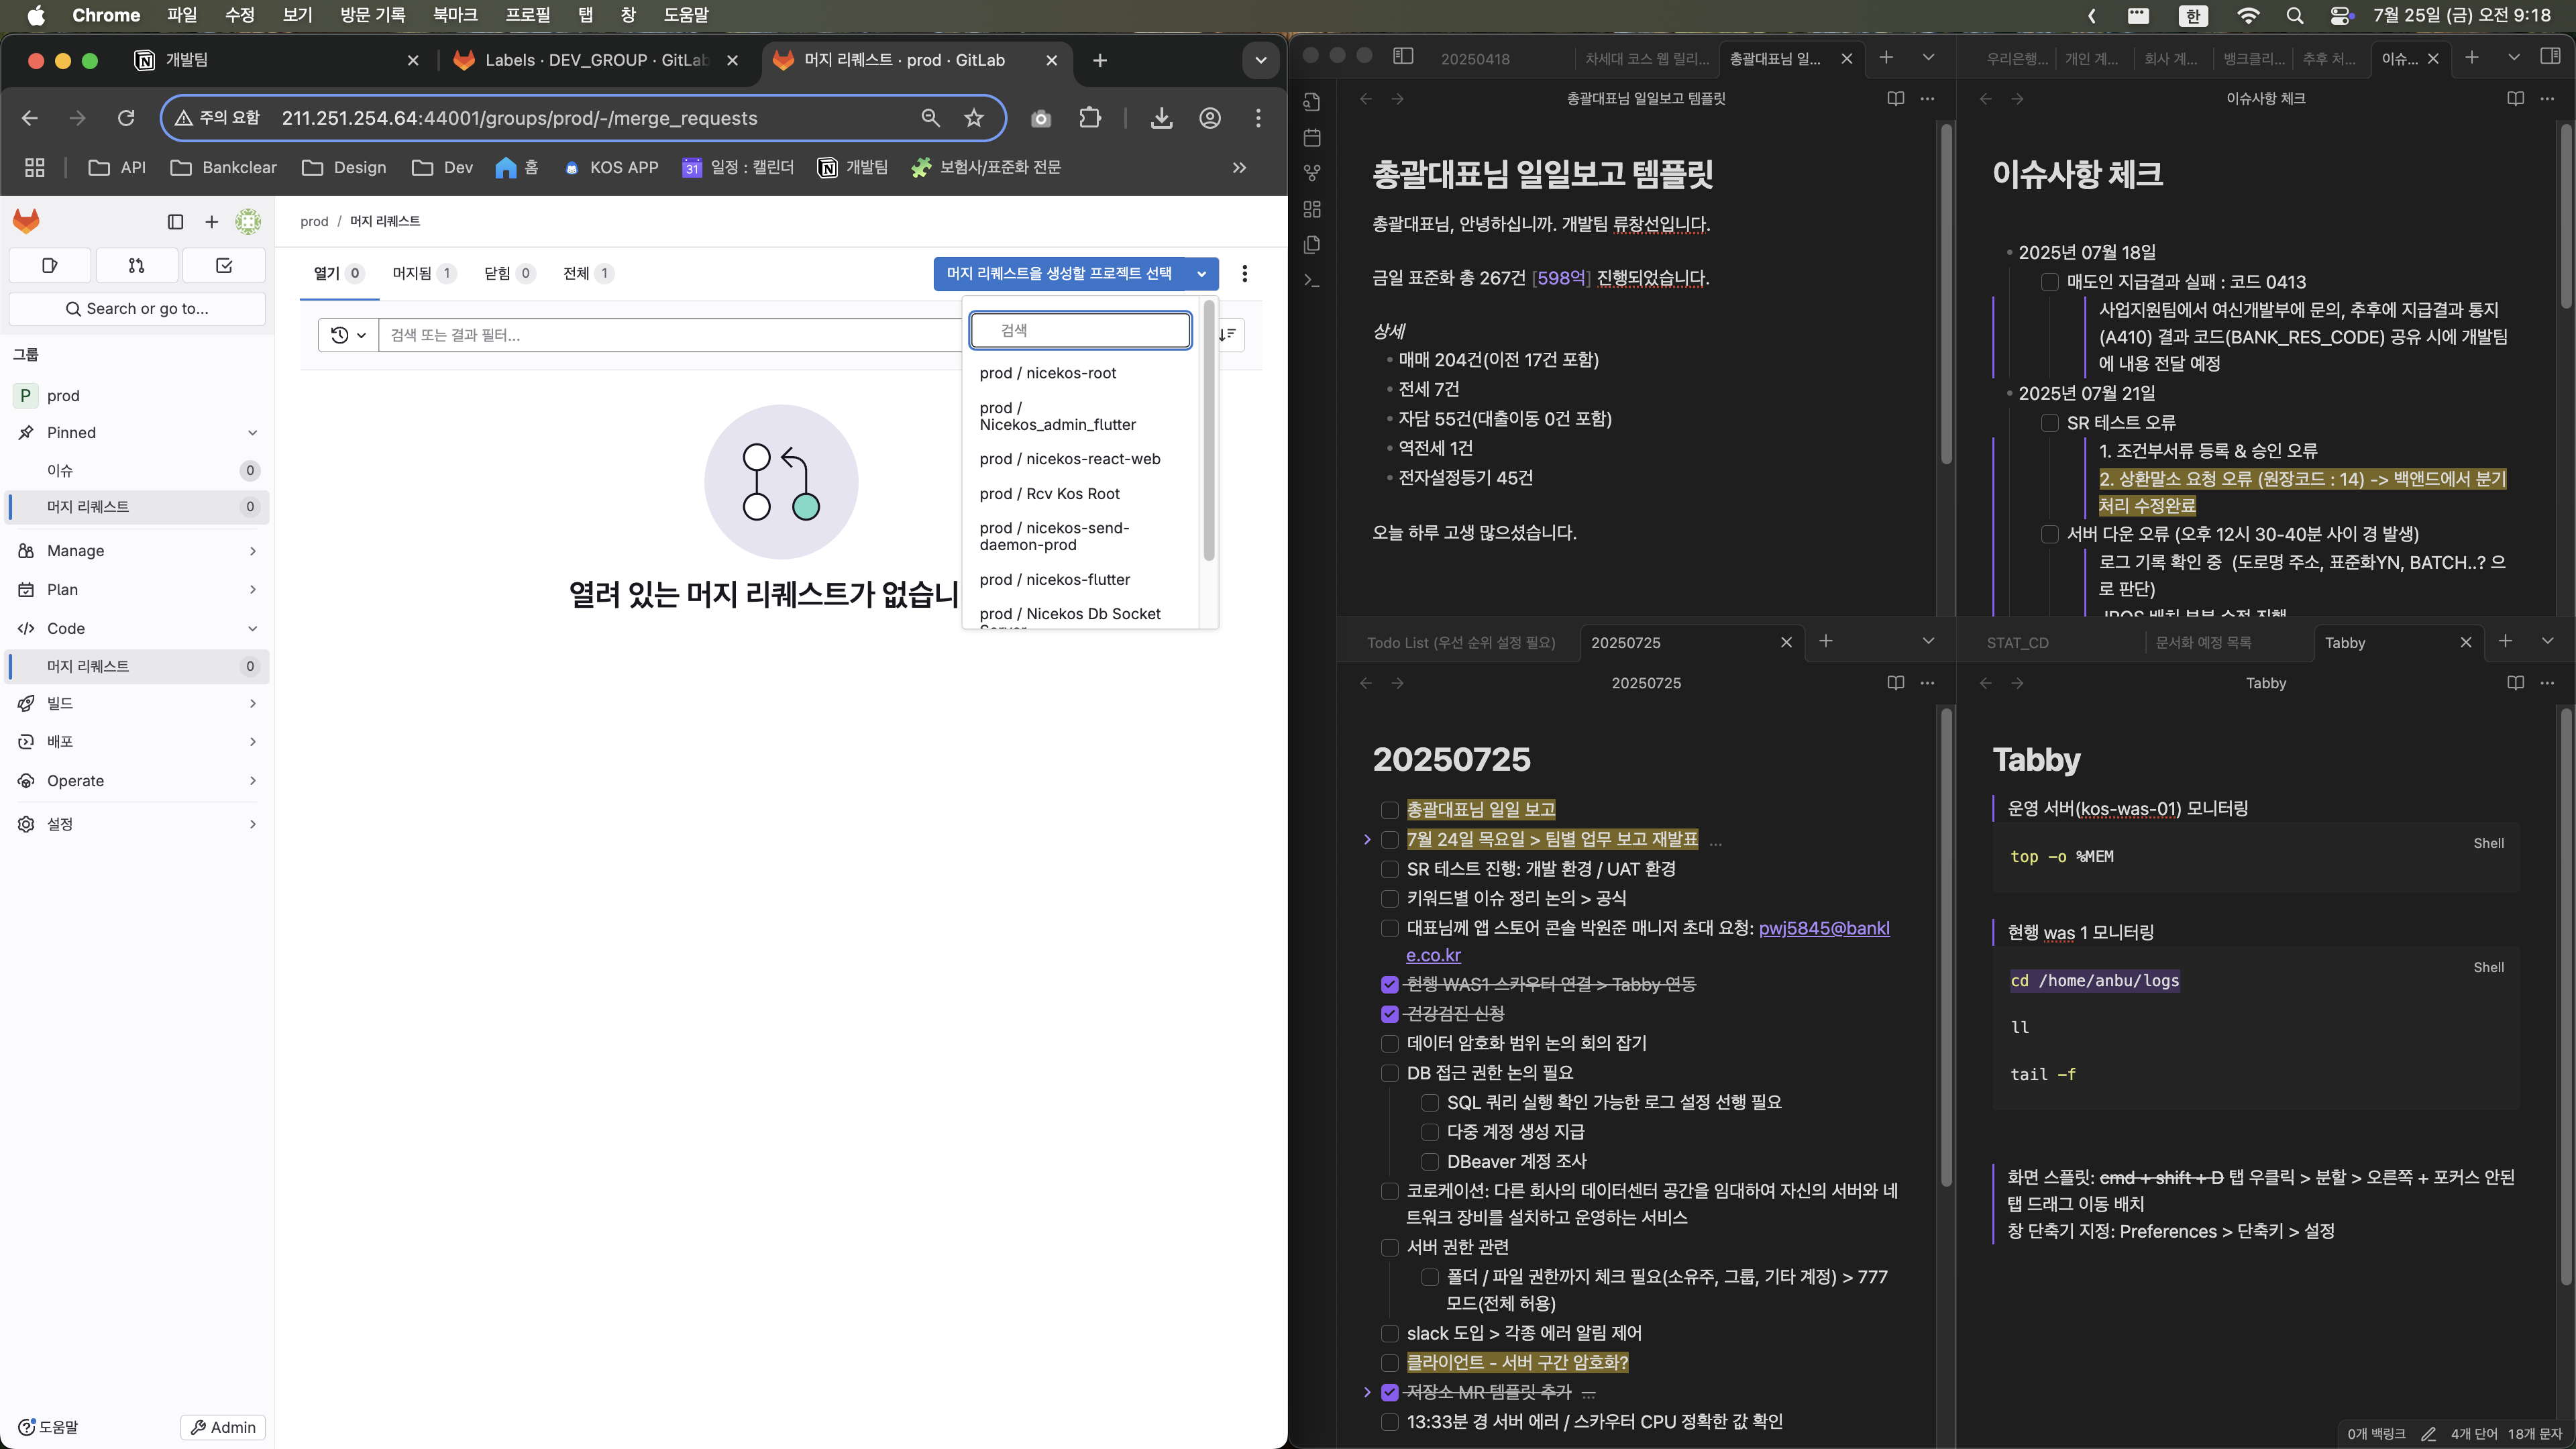 Chrome 파일 수정 보기 방문 기록 북마크 프로필 탭 창 도움말
한 7월 25일 (금) 오전 9:18
개발팀
Labels · DEV_GROUP · GitLab
머지 리퀘스트 · prod · GitLab
주의 요함 211.251.254.64:44001/groups/prod/-/merge_requests
API Bankclear Design Dev 홈 KOS APP 31 일정 : 캘린더 개발팀 보험사/표준화 전문
Search or go to...
그룹
P prod
Pinned
이슈 0
머지 리퀘스트 0
Manage
Plan
Code
머지 리퀘스트 0
빌드
배포
Operate
설정
도움말
Admin
prod / 머지 리퀘스트
열기 0 머지됨 1 닫힘 0 전체 1
머지 리퀘스트을 생성할 프로젝트 선택
검색 또는 결과 필터...
검색
prod / nicekos-root
prod /
Nicekos_admin_flutter
prod / nicekos-react-web
prod / Rcv Kos Root
prod / nicekos-send-
daemon-prod
prod / nicekos-flutter
prod / Nicekos Db Socket
Server
열려 있는 머지 리퀘스트가 없습니
20250418 차세대 코스 웹 릴리... 총괄대표님 일...
총괄대표님 일일보고 템플릿
총괄대표님 일일보고 템플릿
총괄대표님, 안녕하십니까. 개발팀 류창선입니다.
금일 표준화 총 267건 [598억] 진행되었습니다.
상세
매매 204건(이전 17건 포함)
전세 7건
자담 55건(대출이동 0건 포함)
역전세 1건
전자설정등기 45건
오늘 하루 고생 많으셨습니다.
우리은행... 개인 계... 회사 계... 뱅크클리... 추후 처... 이슈...
이슈사항 체크
이슈사항 체크
2025년 07월 18일
매도인 지급결과 실패 : 코드 0413
사업지원팀에서 여신개발부에 문의, 추후에 지급결과 통지
(A410) 결과 코드(BANK_RES_CODE) 공유 시에 개발팀
에 내용 전달 예정
2025년 07월 21일
SR 테스트 오류
1. 조건부서류 등록 & 승인 오류
2. 상환말소 요청 오류 (원장코드 : 14) -> 백앤드에서 분기
처리 수정완료
서버 다운 오류 (오후 12시 30-40분 사이 경 발생)
로그 기록 확인 중 (도로명 주소, 표준화YN, BATCH..? 으
로 판단)
IROS 배치 부분 수정 진행
Todo List (우선 순위 설정 필요) 20250725
20250725
20250725
총괄대표님 일일 보고
7월 24일 목요일 > 팀별 업무 보고 재발표 ...
SR 테스트 진행: 개발 환경 / UAT 환경
키워드별 이슈 정리 논의 > 공식
대표님께 앱 스토어 콘솔 박원준 매니저 초대 요청: pwj5845@bankl
e.co.kr
현행 WAS1 스카우터 연결 > Tabby 연동
건강검진 신청
데이터 암호화 범위 논의 회의 잡기
DB 접근 권한 논의 필요
SQL 쿼리 실행 확인 가능한 로그 설정 선행 필요
다중 계정 생성 지급
DBeaver 계정 조사
코로케이션: 다른 회사의 데이터센터 공간을 임대하여 자신의 서버와 네
트워크 장비를 설치하고 운영하는 서비스
서버 권한 관련
폴더 / 파일 권한까지 체크 필요(소유주, 그룹, 기타 계정) > 777
모드(전체 허용)
slack 도입 > 각종 에러 알림 제어
클라이언트 - 서버 구간 암호화?
저장소 MR 템플릿 추가 ...
13:33분 경 서버 에러 / 스카우터 CPU 정확한 값 확인
STAT_CD 문서화 예정 목록 Tabby
Tabby
Tabby
운영 서버(kos-was-01) 모니터링
Shell
top -o %MEM
현행 was 1 모니터링
Shell
cd /home/anbu/logs
ll
tail -f
화면 스플릿: cmd + shift + D 탭 우클릭 > 분할 > 오른쪽 + 포커스 안된
탭 드래그 이동 배치
창 단축기 지정: Preferences > 단축키 > 설정
0개 백링크 4개 단어 18개 문자